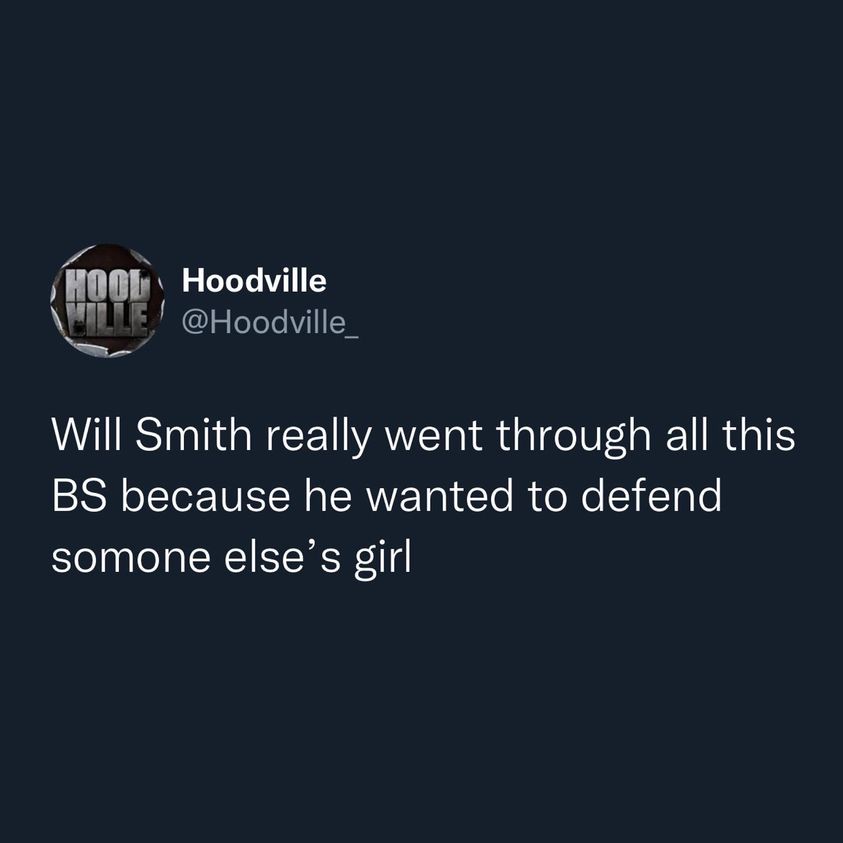 HOOD
VILLE
Hoodville
@Hoodville_
Will Smith really went through all this
BS because he wanted to defend
somone else’s girl